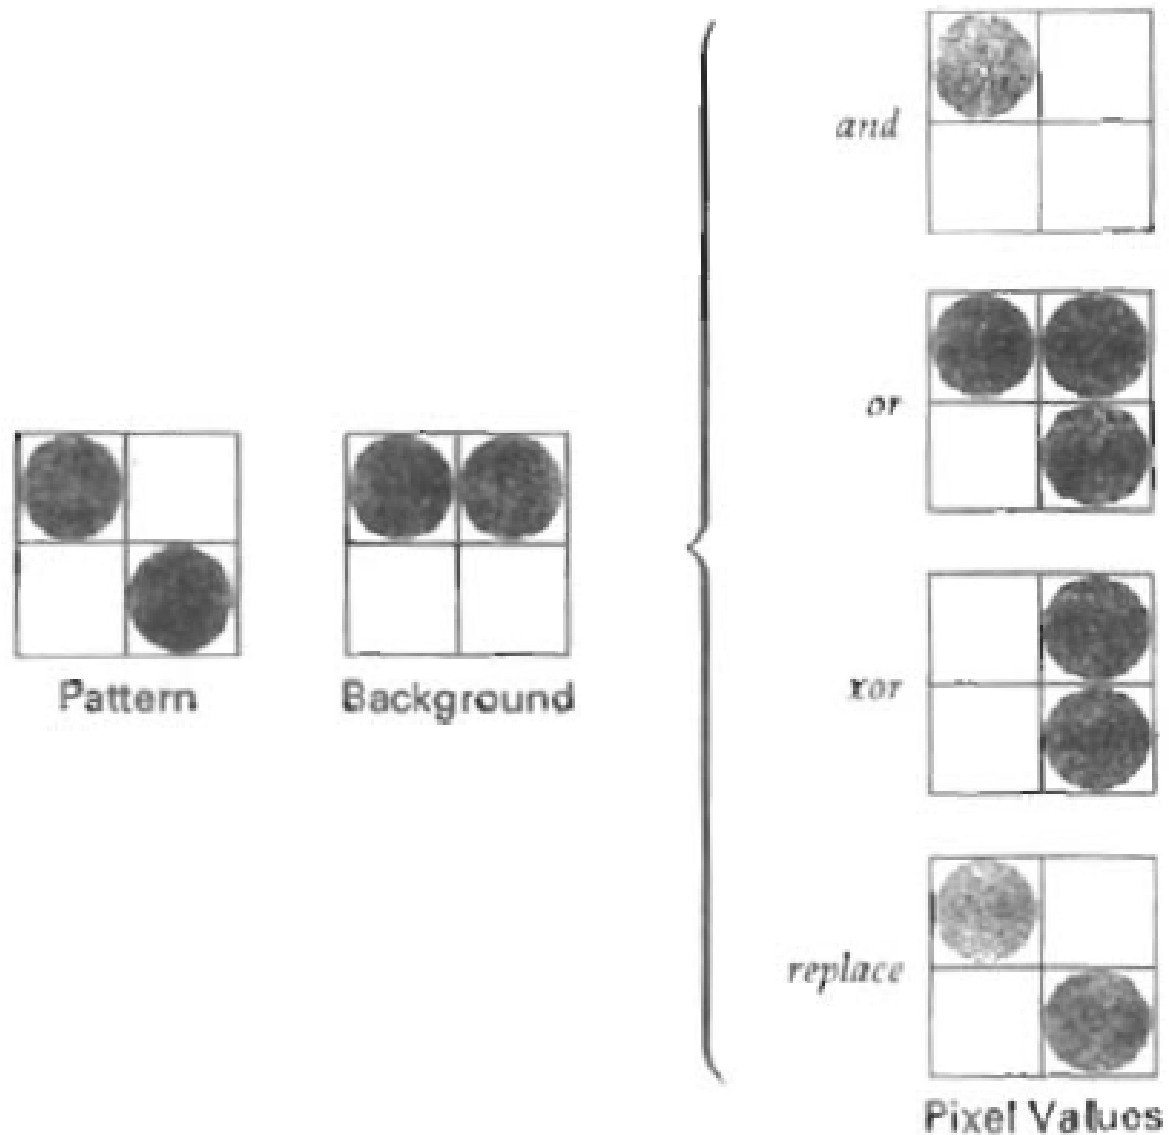 and
or
xor
replace
Pattern
Background
Pixel Values